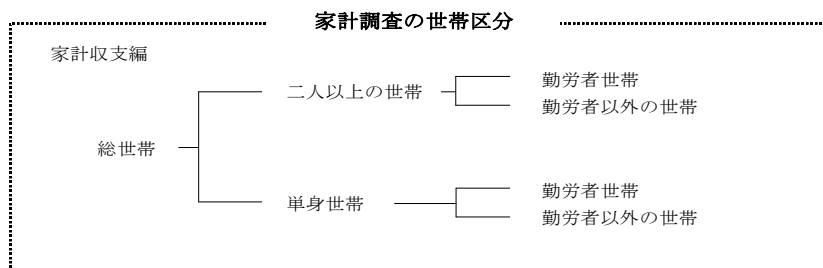 家計調査の世帯区分
家計収支編
総世帯
二人以上の世帯
勤労者世帯
勤労者以外の世帯
単身世帯
勤労者世帯
勤労者以外の世帯